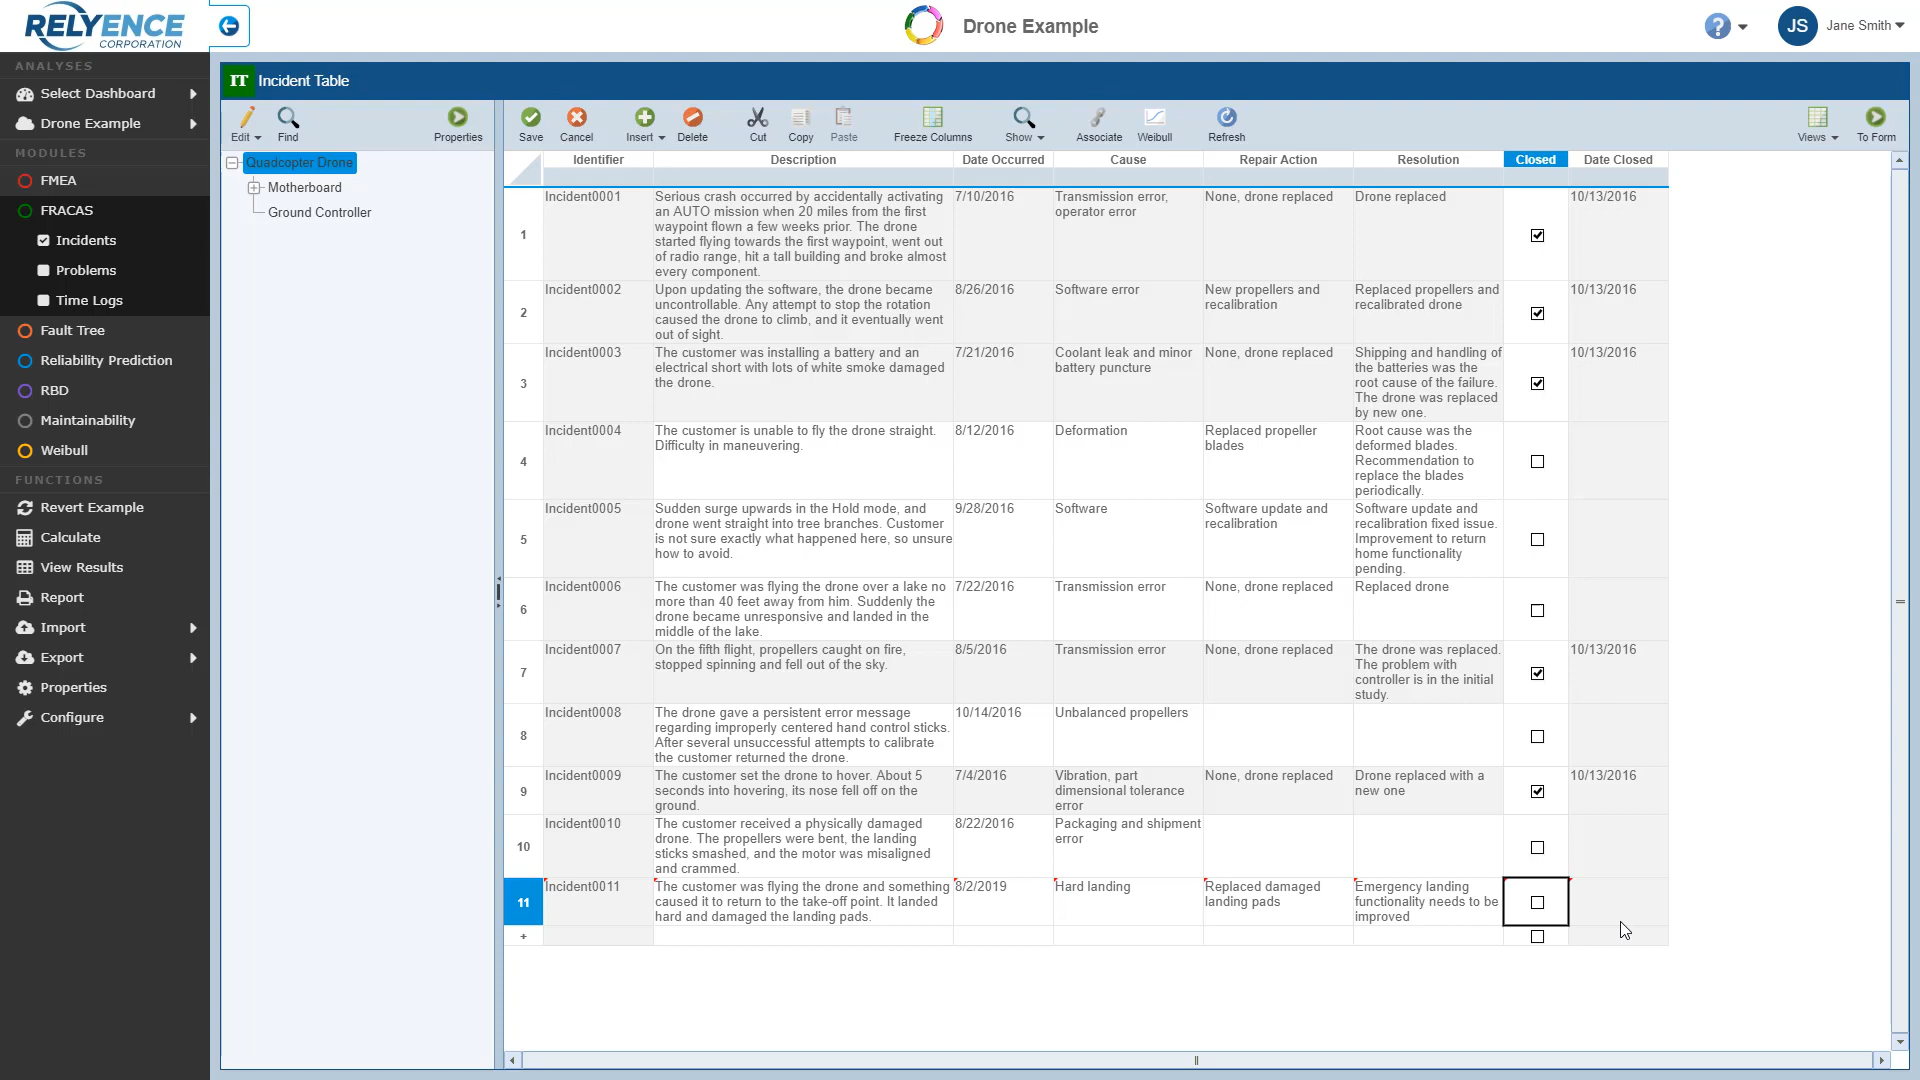 RELYENCE
CORPORATION
Drone Example
JS
Jane Smith
ANALYSES
Select Dashboard
Drone Example
MODULES
FMEA
FRACAS
Incidents
Problems
Time Logs
Fault Tree
Reliability Prediction
RBD
Maintainability
Weibull
FUNCTIONS
Revert Example
Calculate
View Results
Report
Import
Export
Properties
Configure
IT Incident Table
Edit
Find
Properties
Save
Cancel
Insert
Delete
Cut
Copy
Paste
Freeze Columns
Show
Associate
Weibull
Refresh
Views
To Form
Quadcopter Drone
Motherboard
Ground Controller
Identifier
Description
Date Occurred
Cause
Repair Action
Resolution
Closed
Date Closed
1
Incident0001
Serious crash occurred by accidentally activating
an AUTO mission when 20 miles from the first
waypoint flown a few weeks prior. The drone
started flying towards the first waypoint, went out
of radio range, hit a tall building and broke almost
every component.
7/10/2016
Transmission error,
operator error
None, drone replaced
Drone replaced
10/13/2016
2
Incident0002
Upon updating the software, the drone became
uncontrollable. Any attempt to stop the rotation
caused the drone to climb, and it eventually went
out of sight.
8/26/2016
Software error
New propellers and
recalibration
Replaced propellers and
recalibrated drone
10/13/2016
3
Incident0003
The customer was installing a battery and an
electrical short with lots of white smoke damaged
the drone.
7/21/2016
Coolant leak and minor
battery puncture
None, drone replaced
Shipping and handling of
the batteries was the
root cause of the failure.
The drone was replaced
by new one.
10/13/2016
4
Incident0004
The customer is unable to fly the drone straight.
Difficulty in maneuvering.
8/12/2016
Deformation
Replaced propeller
blades
Root cause was the
deformed blades.
Recommendation to
replace the blades
periodically.
5
Incident0005
Sudden surge upwards in the Hold mode, and
drone went straight into tree branches. Customer
is not sure exactly what happened here, so unsure
how to avoid.
9/28/2016
Software
Software update and
recalibration
Software update and
recalibration fixed issue.
Improvement to return
home functionality
pending.
6
Incident0006
The customer was flying the drone over a lake no
more than 40 feet away from him. Suddenly the
drone became unresponsive and landed in the
middle of the lake.
7/22/2016
Transmission error
None, drone replaced
Replaced drone
7
Incident0007
On the fifth flight, propellers caught on fire,
stopped spinning and fell out of the sky.
8/5/2016
Transmission error
None, drone replaced
The drone was replaced.
The problem with
controller is in the initial
study.
10/13/2016
8
Incident0008
The drone gave a persistent error message
regarding improperly centered hand control sticks.
After several unsuccessful attempts to calibrate
the customer returned the drone.
10/14/2016
Unbalanced propellers
9
Incident0009
The customer set the drone to hover. About 5
seconds into hovering, its nose fell off on the
ground.
7/4/2016
Vibration, part
dimensional tolerance
error
None, drone replaced
Drone replaced with a
new one
10/13/2016
10
Incident0010
The customer received a physically damaged
drone. The propellers were bent, the landing
sticks smashed, and the motor was misaligned
and crammed.
8/22/2016
Packaging and shipment
error
11
Incident0011
The customer was flying the drone and something
caused it to return to the take-off point. It landed
hard and damaged the landing pads.
8/2/2019
Hard landing
Replaced damaged
landing pads
Emergency landing
functionality needs to be
improved
+